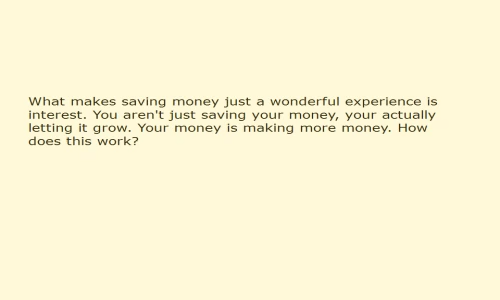 What makes saving money just a wonderful experience is
interest. You aren't just saving your money, your actually
letting it grow. Your money is making more money. How
does this work?